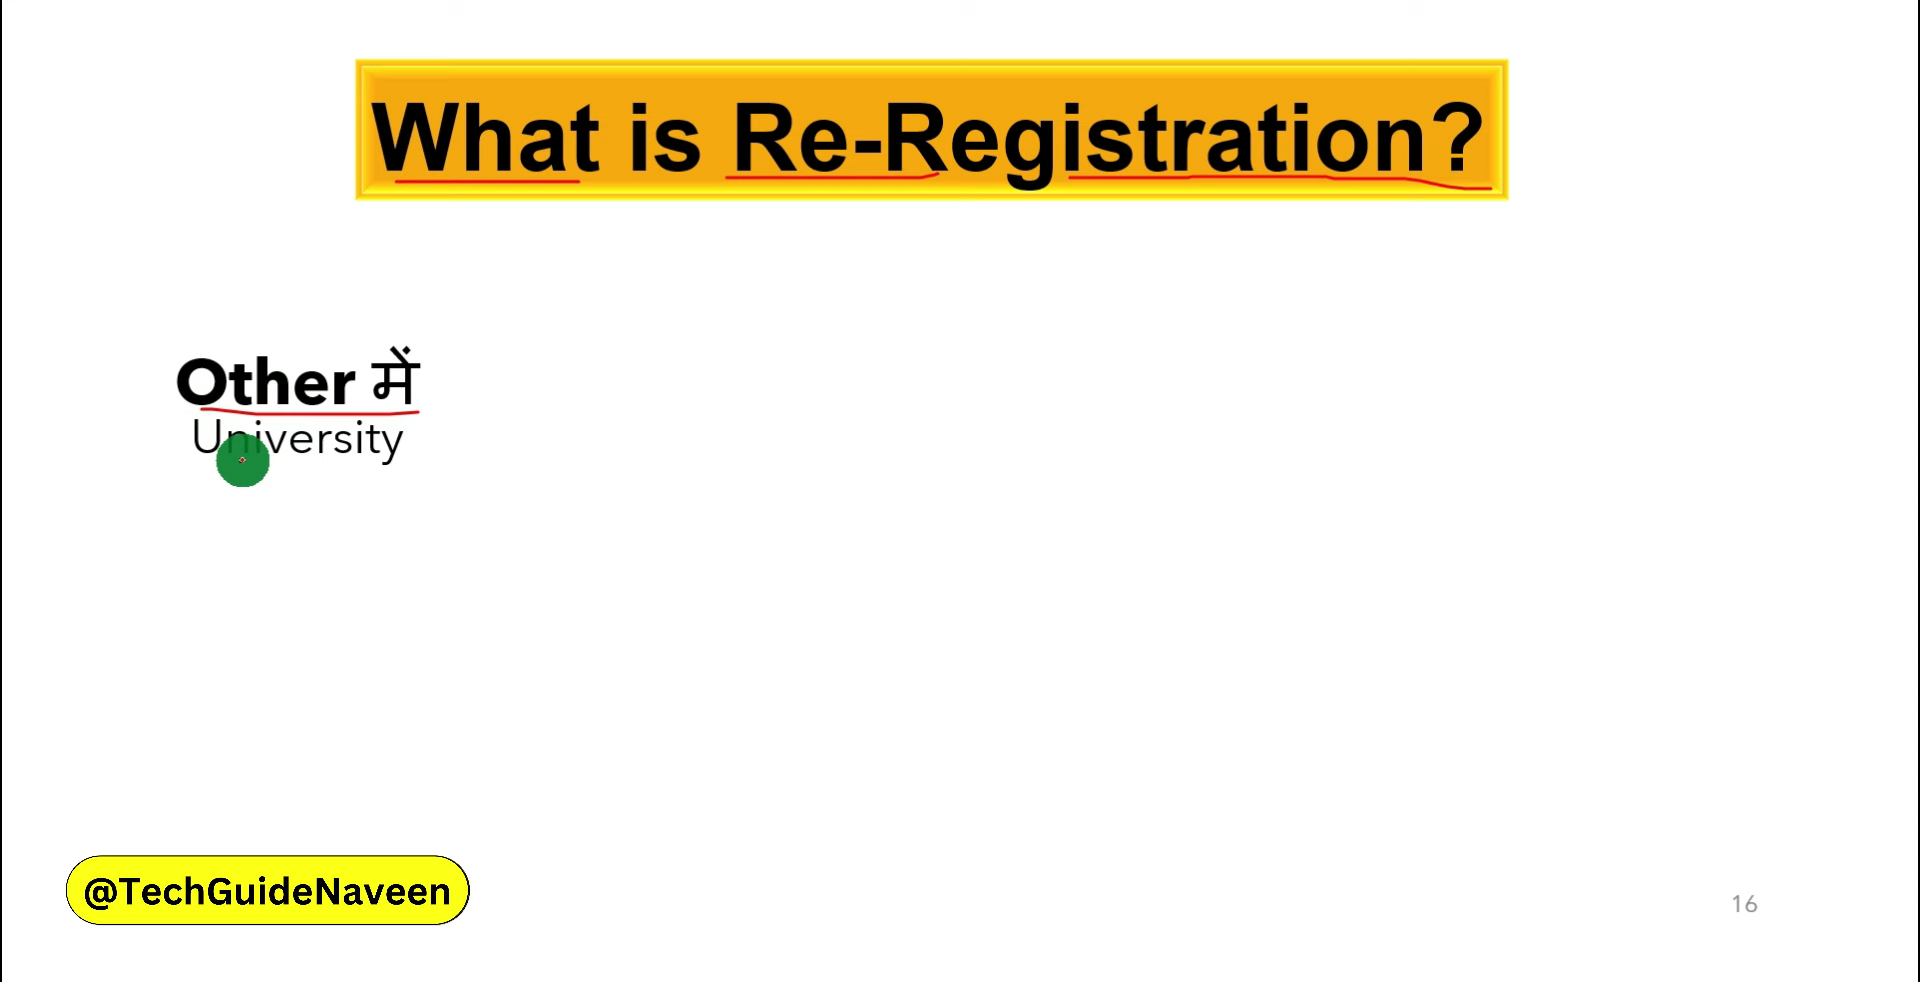 What is Re-Registration?
Other में
University
@TechGuideNaveen
16